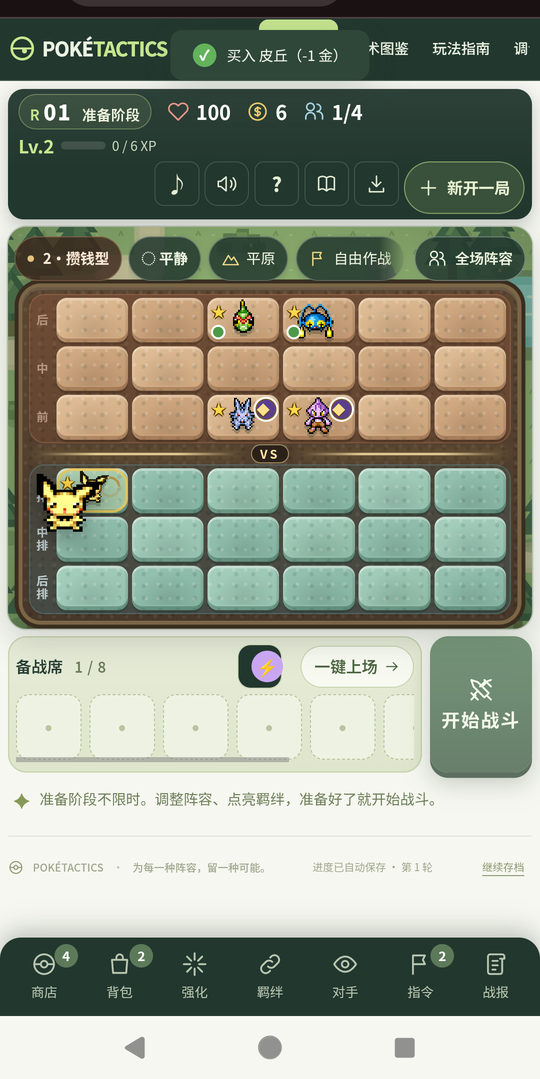 POKÉTACTICS
买入 皮丘（-1 金）
术图鉴 玩法指南 调
R 01 准备阶段 100 6 1/4
Lv.2 0 / 6 XP
? 新开一局
2 · 攒钱型 平静 平原 自由作战 全场阵容
后
中
前
VS
中排
后排
备战席 1 / 8 一键上场 →
开始战斗
准备阶段不限时。调整阵容、点亮羁绊，准备好了就开始战斗。
POKÉTACTICS · 为每一种阵容，留一种可能。 进度已自动保存 · 第 1 轮 继续存档
4 2 2
商店 背包 强化 羁绊 对手 指令 战报